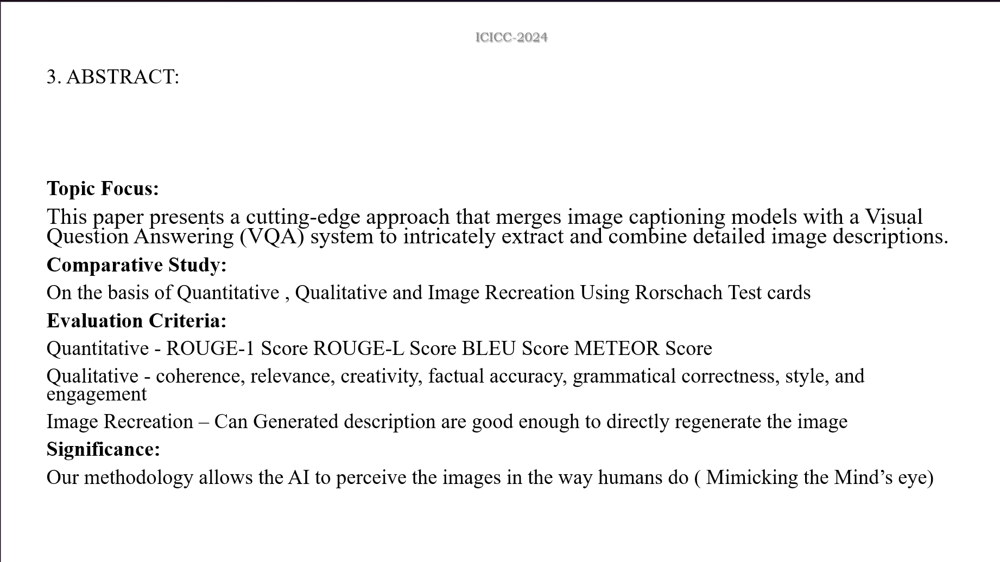 ICICC-2024
3. ABSTRACT:
Topic Focus:
This paper presents a cutting-edge approach that merges image captioning models with a Visual
Question Answering (VQA) system to intricately extract and combine detailed image descriptions.
Comparative Study:
On the basis of Quantitative , Qualitative and Image Recreation Using Rorschach Test cards
Evaluation Criteria:
Quantitative - ROUGE-1 Score ROUGE-L Score BLEU Score METEOR Score
Qualitative - coherence, relevance, creativity, factual accuracy, grammatical correctness, style, and
engagement
Image Recreation – Can Generated description are good enough to directly regenerate the image
Significance:
Our methodology allows the AI to perceive the images in the way humans do ( Mimicking the Mind’s eye)